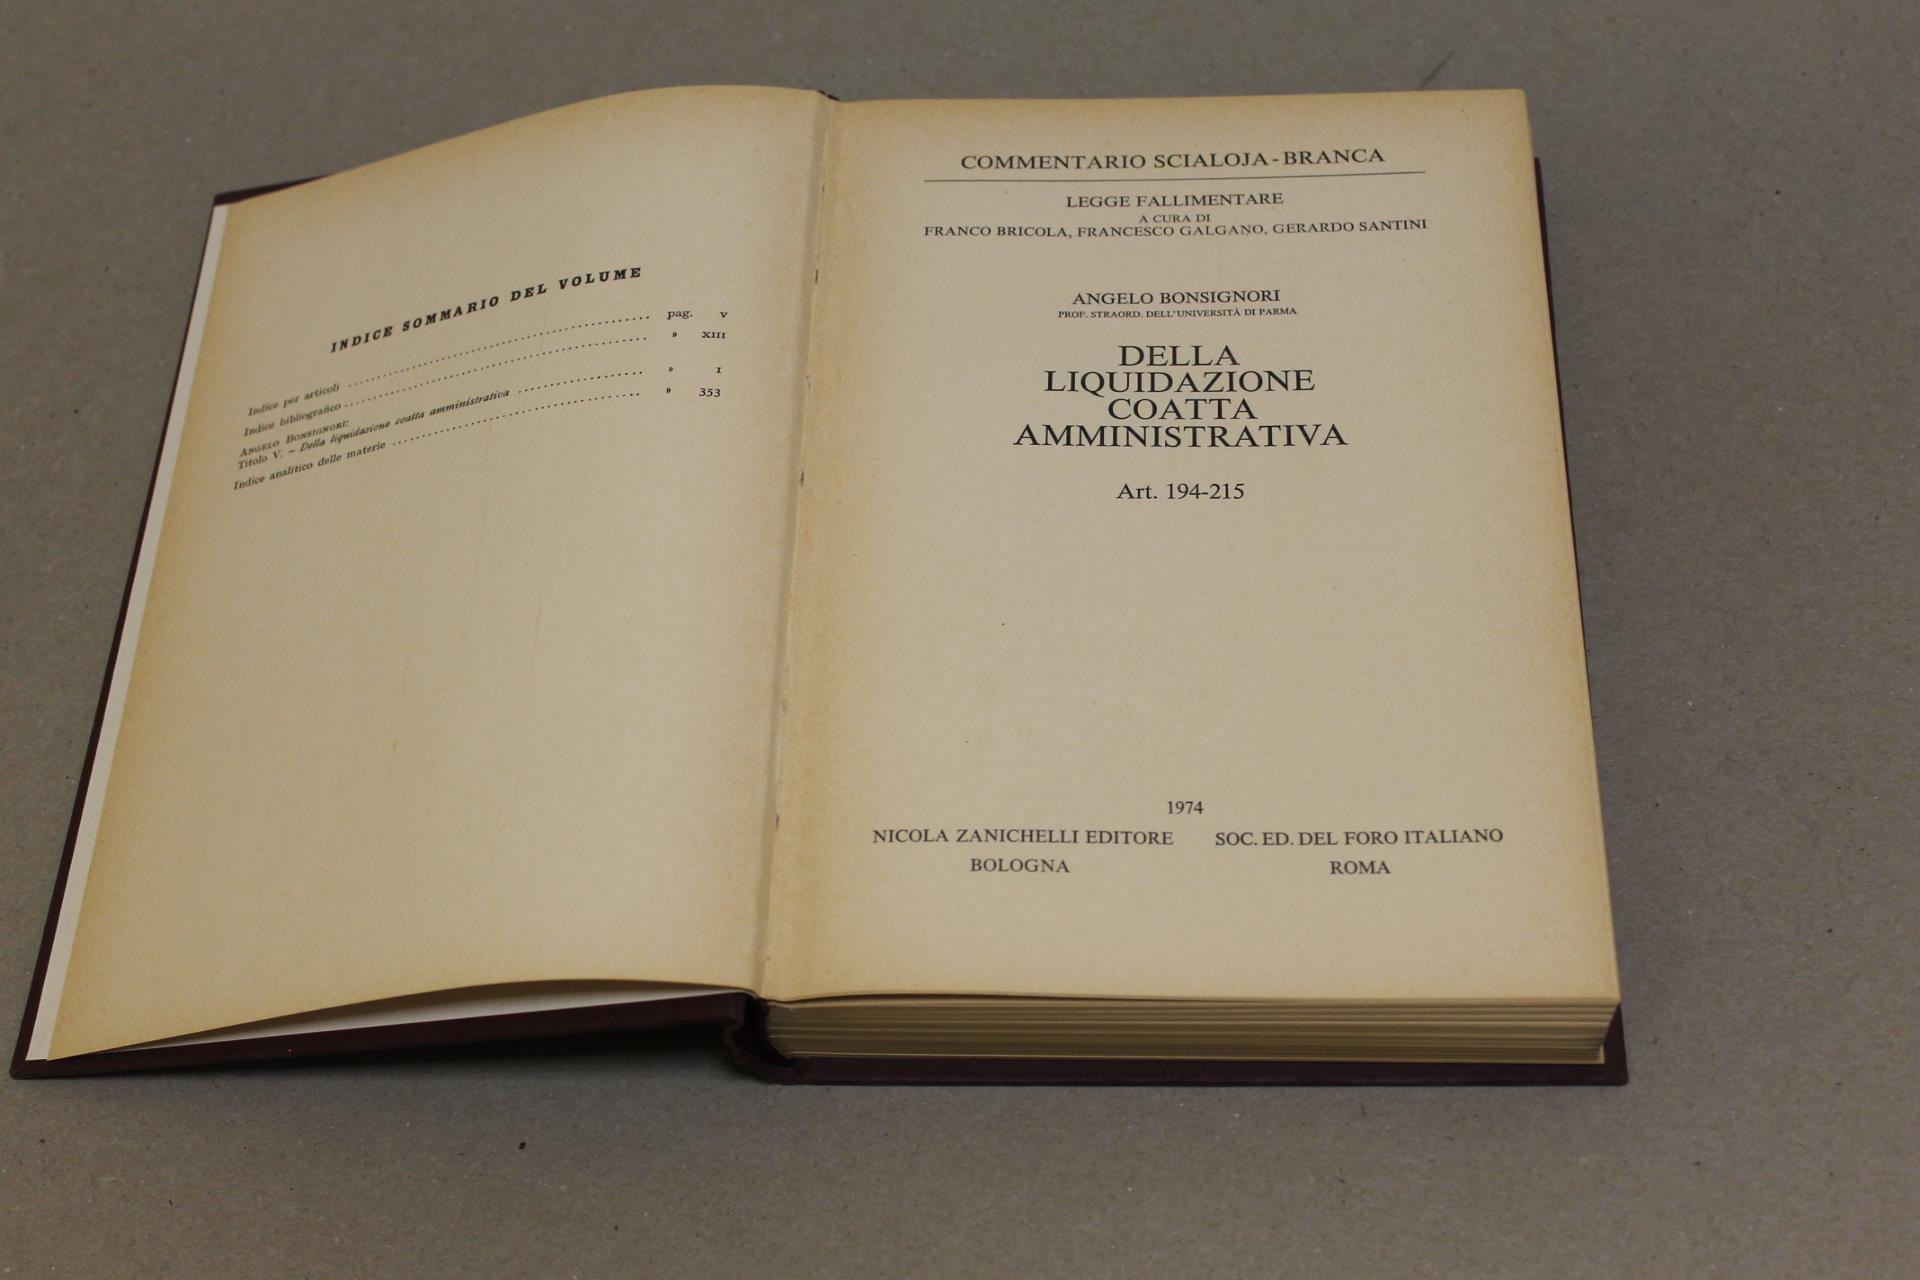 INDICE SOMMARIO DEL VOLUME
Indice per articoli ........ pag. V
Indice bibliografico ........ » XIII
ANGELO BONSIGNORI:
Titolo V. – Della liquidazione coatta amministrativa ........ » 1
Indice analitico delle materie ........ » 353
COMMENTARIO SCIALOJA-BRANCA
LEGGE FALLIMENTARE
A CURA DI
FRANCO BRICOLA, FRANCESCO GALGANO, GERARDO SANTINI
ANGELO BONSIGNORI
PROF. STRAORD. DELL'UNIVERSITÀ DI PARMA
DELLA
LIQUIDAZIONE
COATTA
AMMINISTRATIVA
Art. 194-215
1974
NICOLA ZANICHELLI EDITORE SOC. ED. DEL FORO ITALIANO
BOLOGNA ROMA